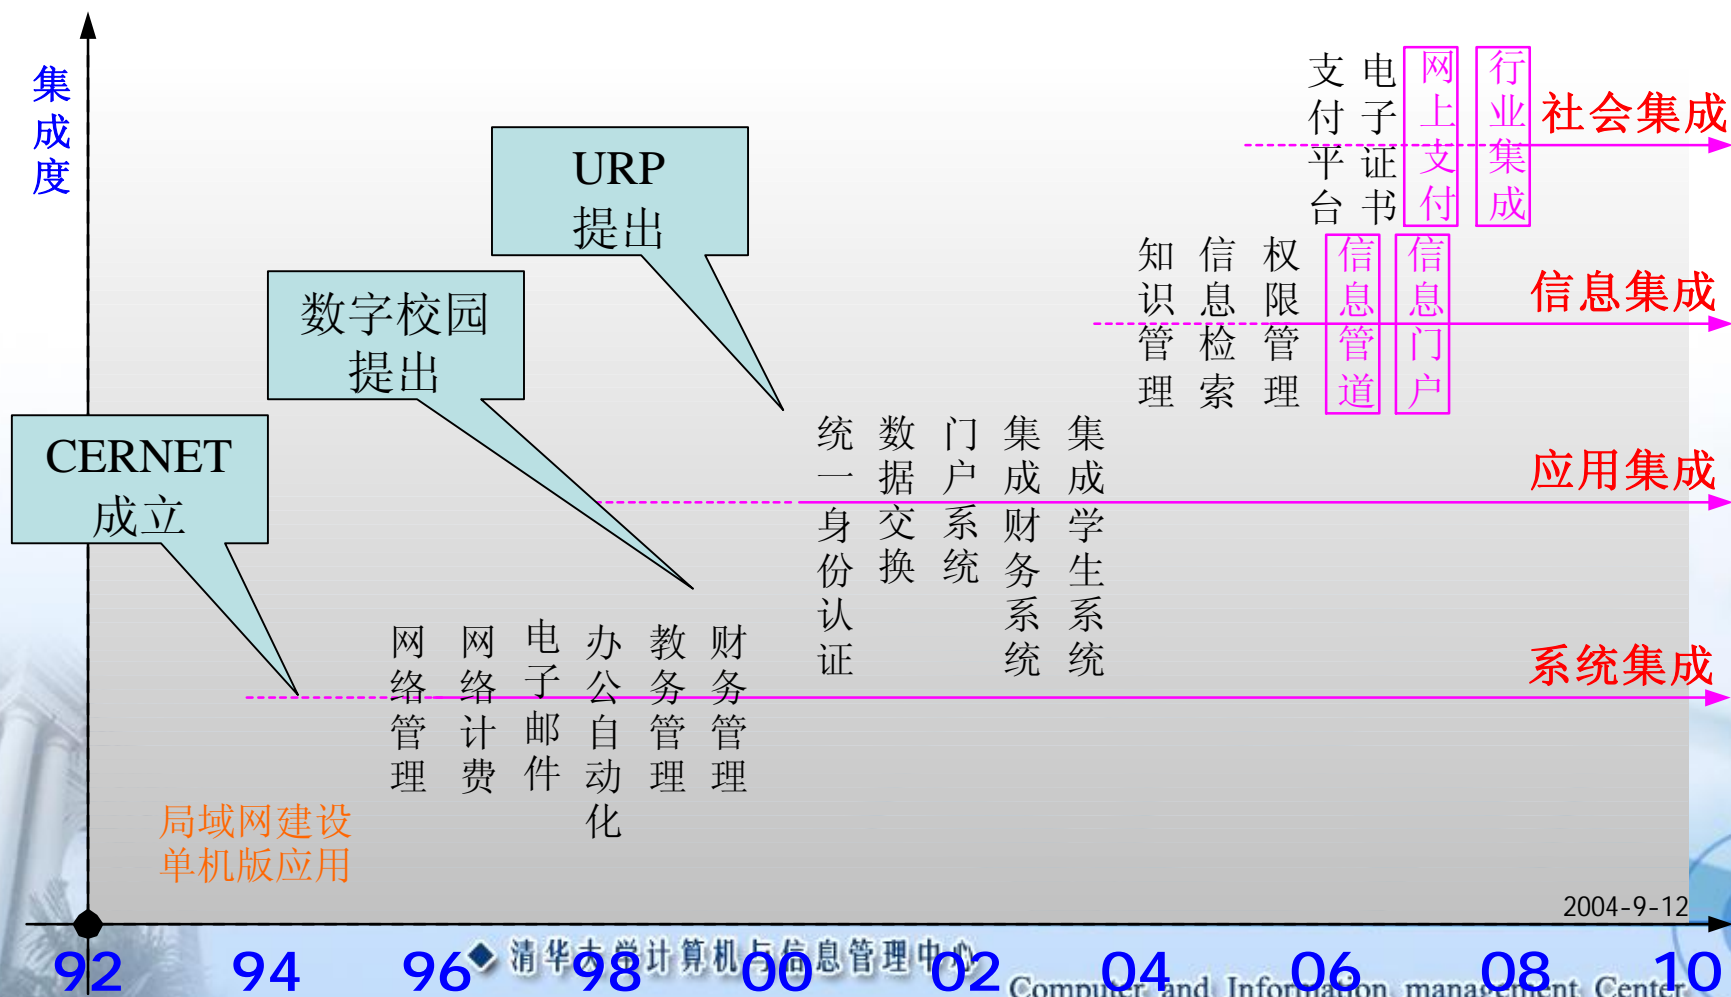 集成度
支付平台
电子证书
网上支付
行业集成
社会集成
URP
提出
知识管理
信息检索
权限管理
信息管道
信息门户
信息集成
数字校园
提出
CERNET
成立
统一身份认证
数据交换
门户系统
集成财务系统
集成学生系统
应用集成
网络管理
网络计费
电子邮件
办公自动化
教务管理
财务管理
系统集成
局域网建设
单机版应用
2004-9-12
清华大学计算机与信息管理中心
Computer and Information management Center
92 94 96 98 00 02 04 06 08 10